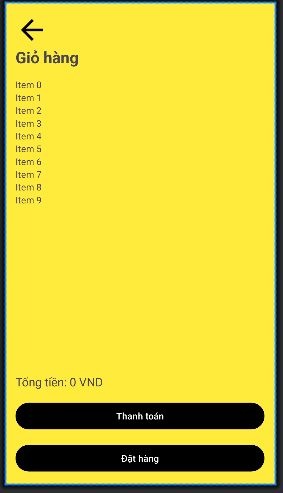 Giỏ hàng
Item 0
Item 1
Item 2
Item 3
Item 4
Item 5
Item 6
Item 7
Item 8
Item 9
Tổng tiền: 0 VND
Thanh toán
Đặt hàng